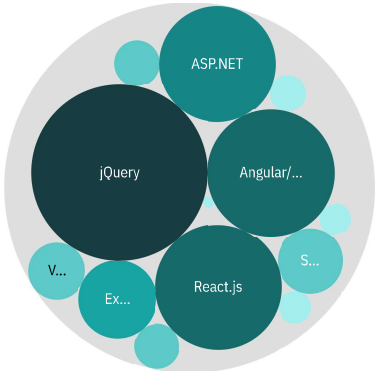 ASP.NET
jQuery
Angular/...
S...
V...
React.js
Ex...